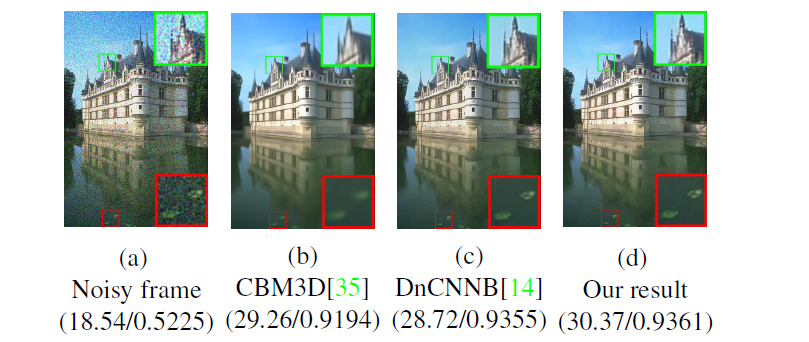 (a) (b) (c) (d)
Noisy frame CBM3D[35] DnCNNB[14] Our result
(18.54/0.5225) (29.26/0.9194) (28.72/0.9355) (30.37/0.9361)